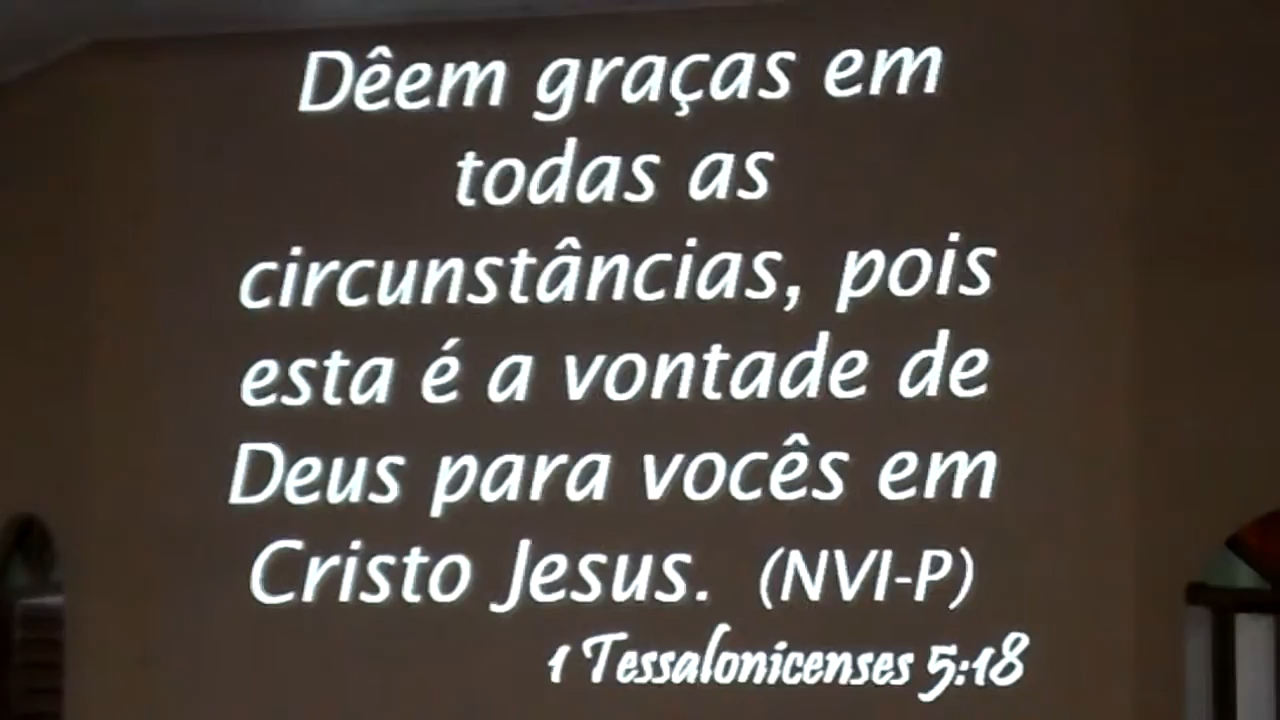 Dêem graças em
todas as
circunstâncias, pois
esta é a vontade de
Deus para vocês em
Cristo Jesus. (NVI-P)
1 Tessalonicenses 5:18